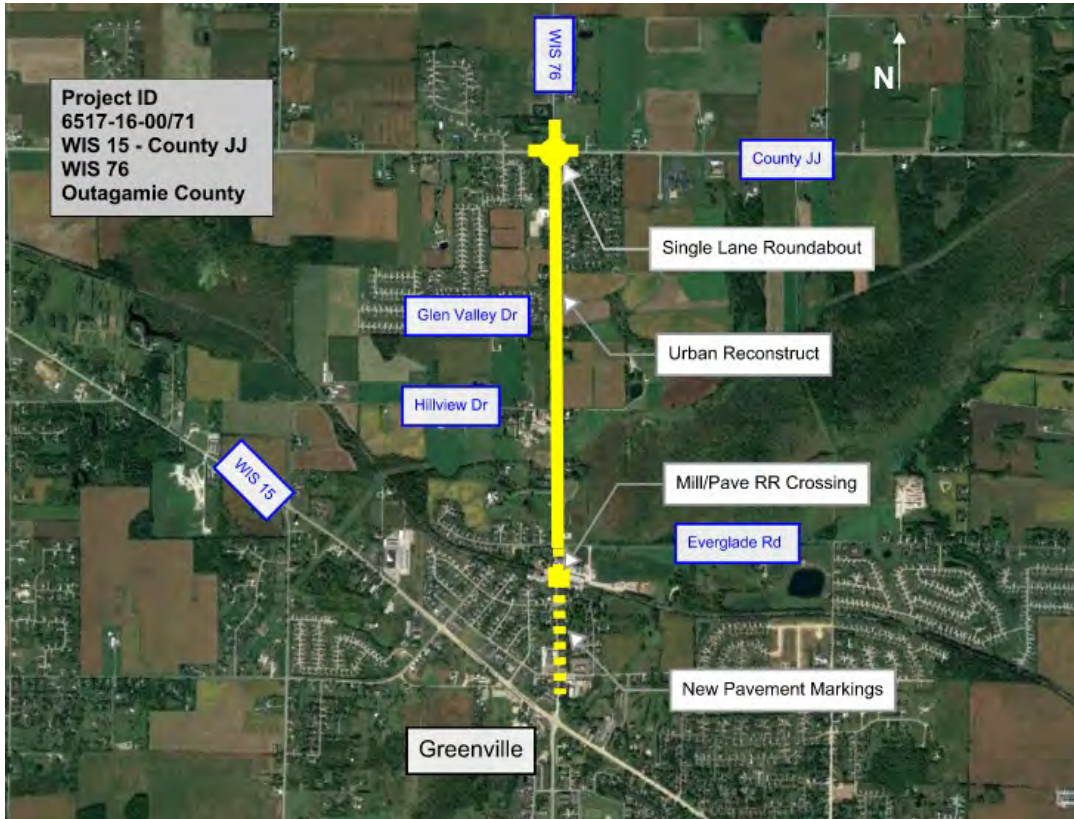 WIS 76
N
Project ID
6517-16-00/71
WIS 15 - County JJ
WIS 76
Outagamie County
County JJ
Single Lane Roundabout
Glen Valley Dr
Urban Reconstruct
Hillview Dr
WIS 15
Mill/Pave RR Crossing
Everglade Rd
New Pavement Markings
Greenville